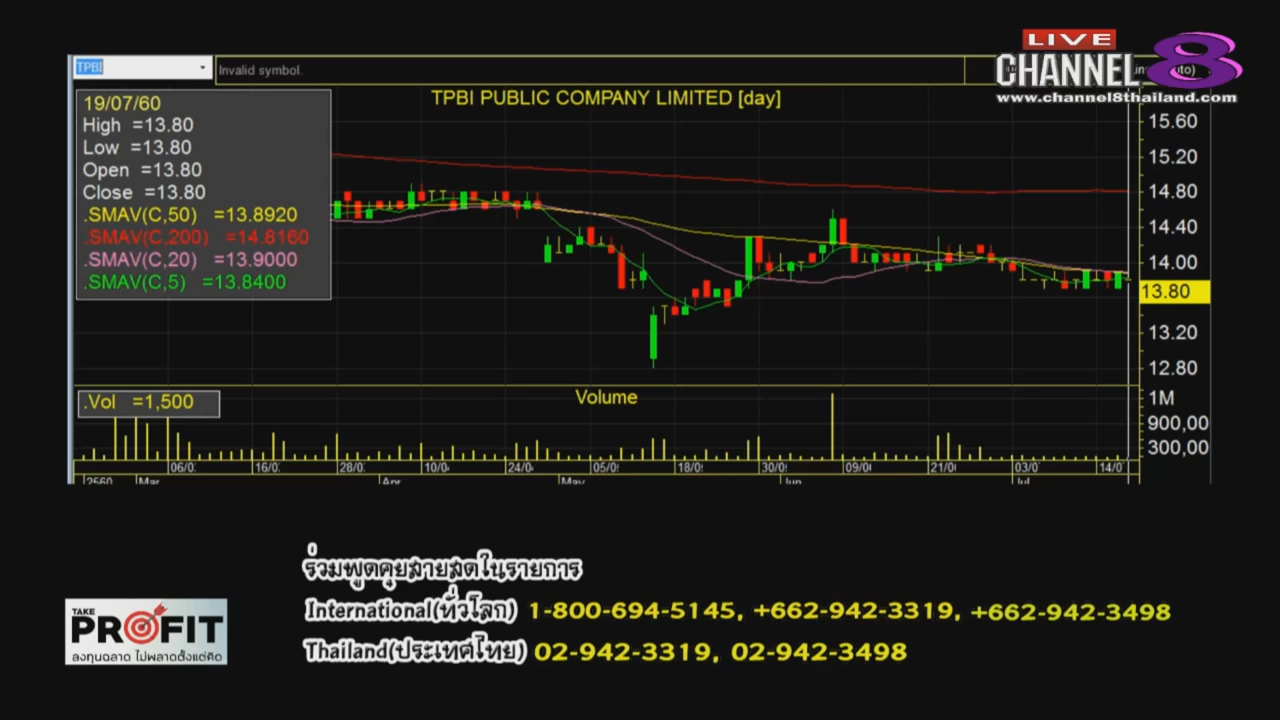 LIVE
CHANNEL 8
www.channel8thailand.com
TPBI
Invalid symbol.
TPBI PUBLIC COMPANY LIMITED [day]
19/07/60
High =13.80
Low =13.80
Open =13.80
Close =13.80
.SMAV(C,50) =13.8920
.SMAV(C,200) =14.8160
.SMAV(C,20) =13.9000
.SMAV(C,5) =13.8400
15.60
15.20
14.80
14.40
14.00
13.80
13.20
12.80
.Vol =1,500
Volume
1M
900,00
300,00
06/0 16/0 28/0 10/0 24/0 05/0 18/0 30/0 09/0 21/0 03/0 14/0
2560 Mar Apr May Jun Jul
ร่วมพูดคุยสายสดในรายการ
International(ทั่วโลก) 1-800-694-5145, +662-942-3319, +662-942-3498
Thailand(ประเทศไทย) 02-942-3319, 02-942-3498
TAKE
PROFIT
ลงทุนฉลาด ไม่พลาดตั้งแต่คิด